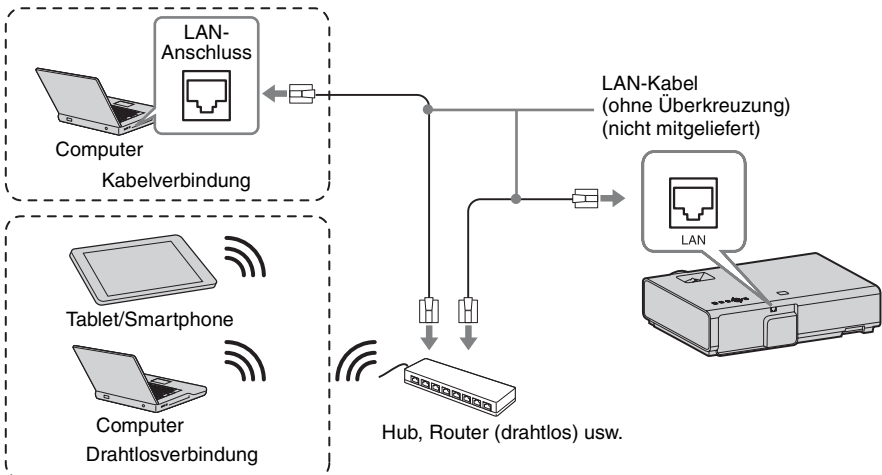 LAN-
Anschluss
Computer
Kabelverbindung
LAN-Kabel
(ohne Überkreuzung)
(nicht mitgeliefert)
LAN
Tablet/Smartphone
Computer
Drahtlosverbindung
Hub, Router (drahtlos) usw.